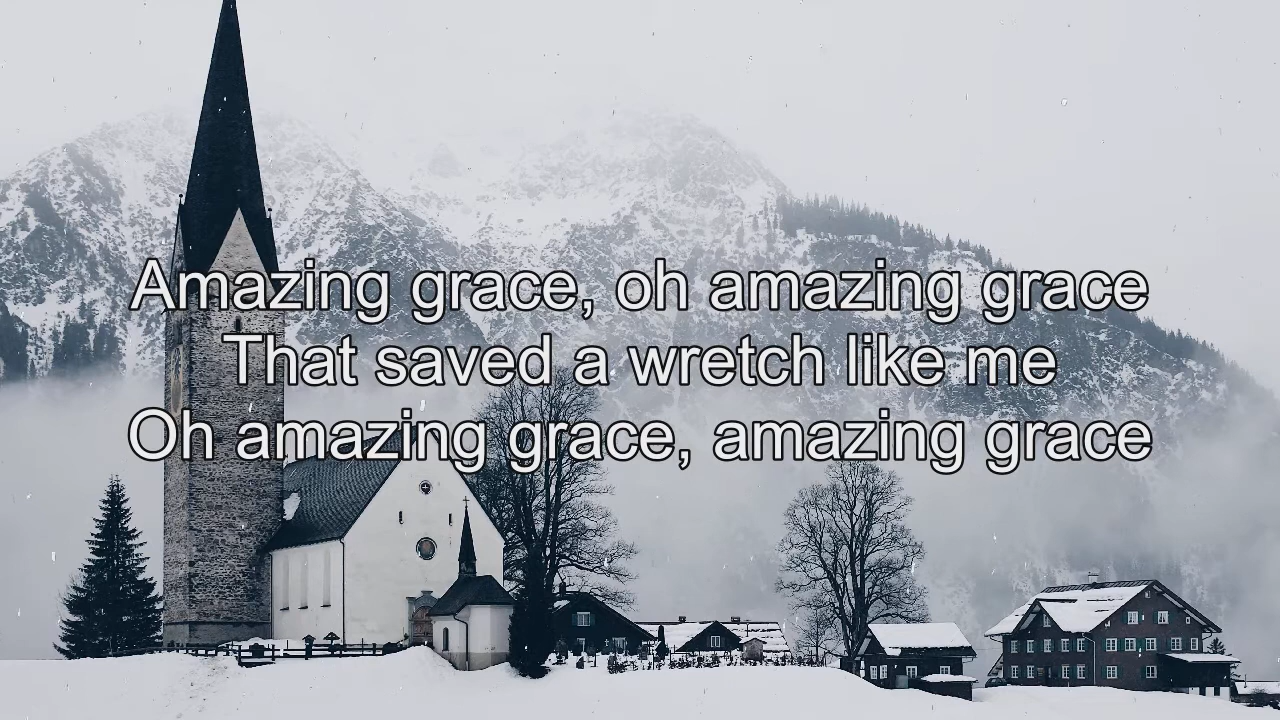 Amazing grace, oh amazing grace
That saved a wretch like me
Oh amazing grace, amazing grace